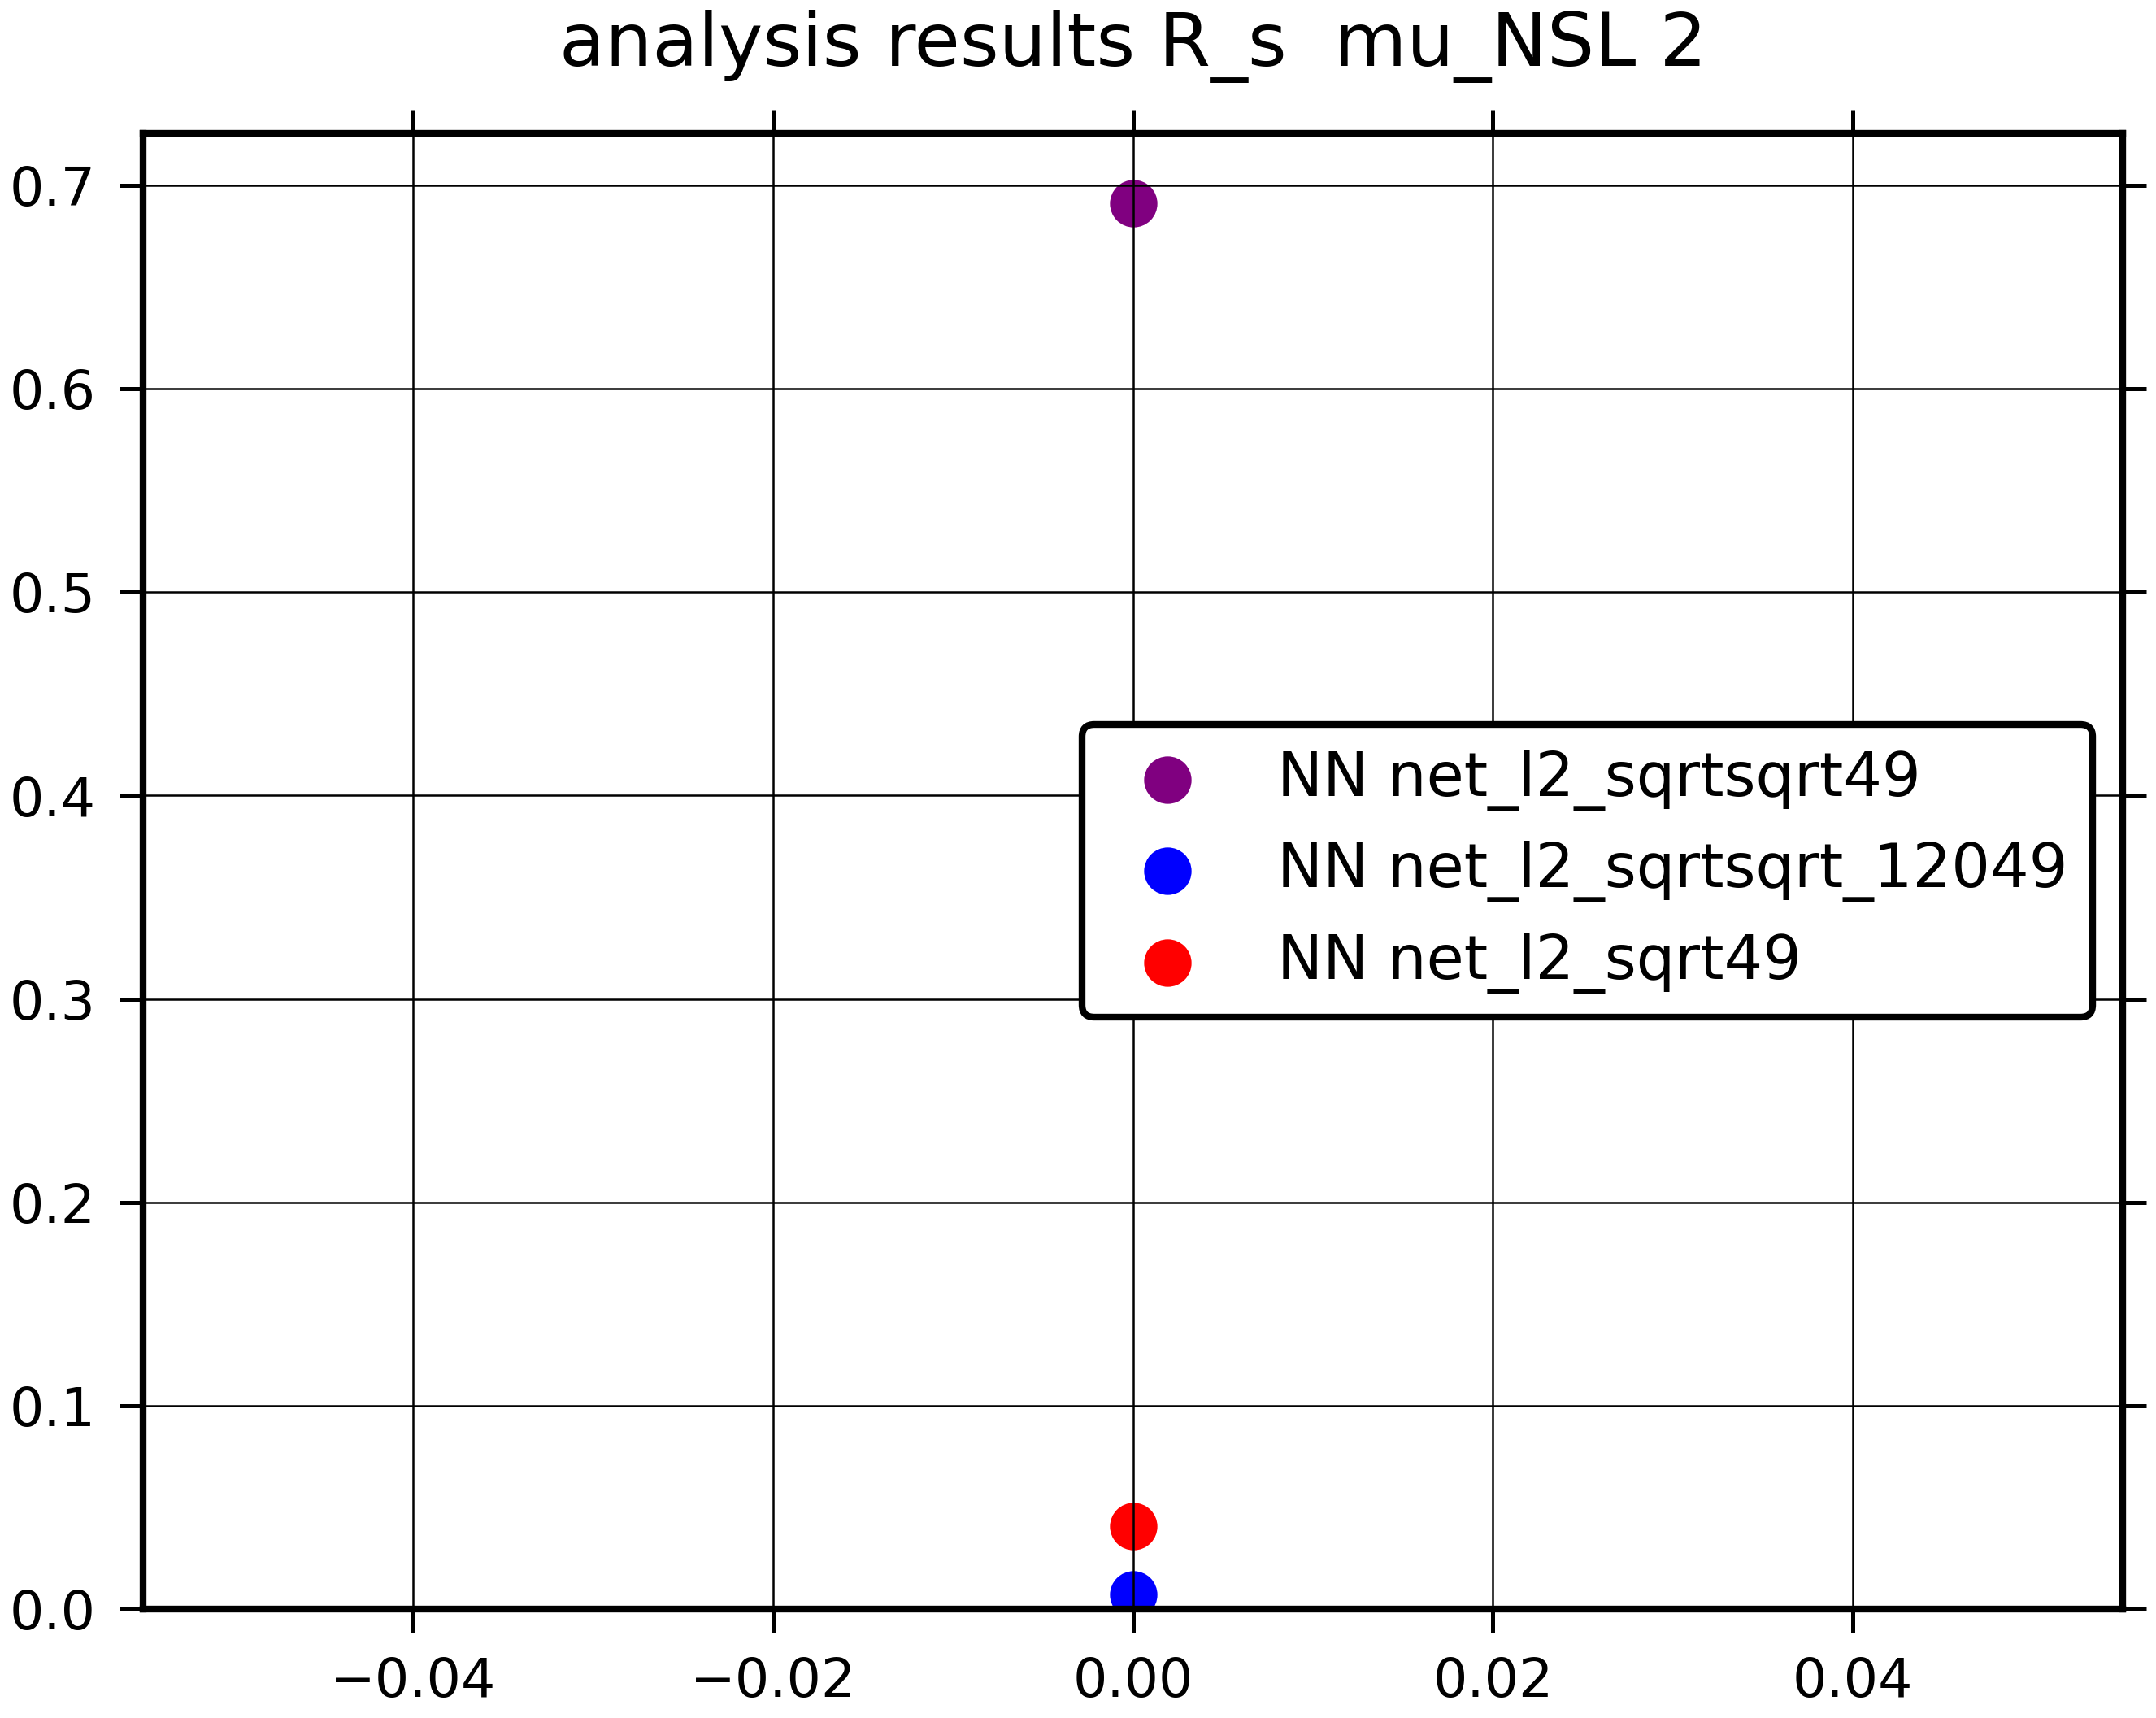 analysis results R_s  mu_NSL 2
0.7
0.6
0.5
0.4
0.3
0.2
0.1
0.0
NN net_l2_sqrtsqrt49
NN net_l2_sqrtsqrt_12049
NN net_l2_sqrt49
−0.04 −0.02 0.00 0.02 0.04